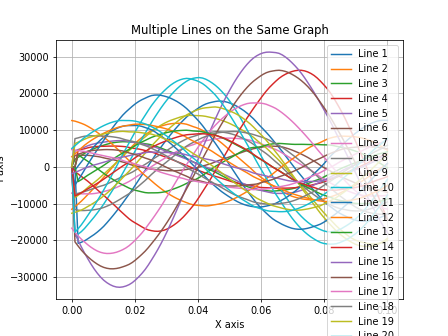 Multiple Lines on the Same Graph
30000
20000
10000
0
−10000
−20000
−30000
0.00
0.02
0.04
0.06
0.08
X axis
Line 1
Line 2
Line 3
Line 4
Line 5
Line 6
Line 7
Line 8
Line 9
Line 10
Line 11
Line 12
Line 13
Line 14
Line 15
Line 16
Line 17
Line 18
Line 19
Line 20